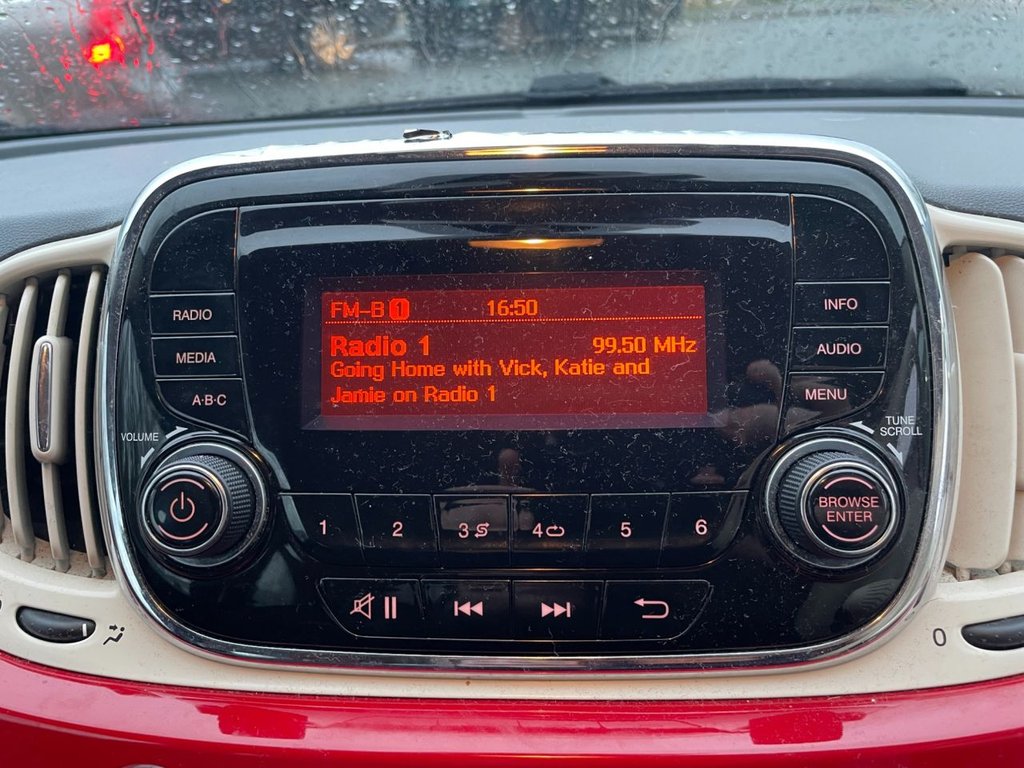 FM-B 1 16:50
Radio 1 99.50 MHz
Going Home with Vick, Katie and
Jamie on Radio 1
RADIO
MEDIA
A·B·C
INFO
AUDIO
MENU
VOLUME
TUNE
SCROLL
BROWSE
ENTER
1 2 3 4 5 6
0